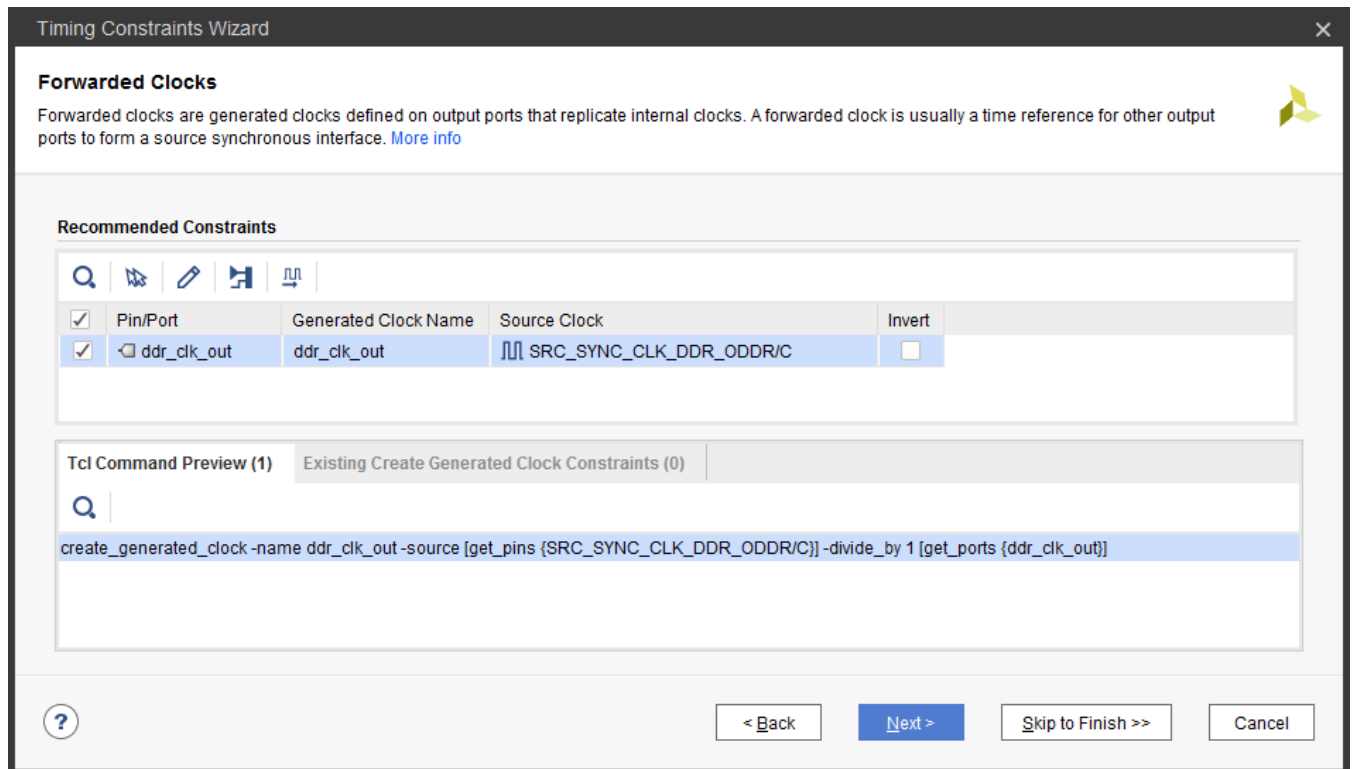 Timing Constraints Wizard
Forwarded Clocks
Forwarded clocks are generated clocks defined on output ports that replicate internal clocks. A forwarded clock is usually a time reference for other output
ports to form a source synchronous interface. More info
Recommended Constraints
Pin/Port Generated Clock Name Source Clock Invert
ddr_clk_out ddr_clk_out SRC_SYNC_CLK_DDR_ODDR/C
Tcl Command Preview (1) Existing Create Generated Clock Constraints (0)
create_generated_clock -name ddr_clk_out -source [get_pins {SRC_SYNC_CLK_DDR_ODDR/C}] -divide_by 1 [get_ports {ddr_clk_out}]
? < Back Next > Skip to Finish >> Cancel